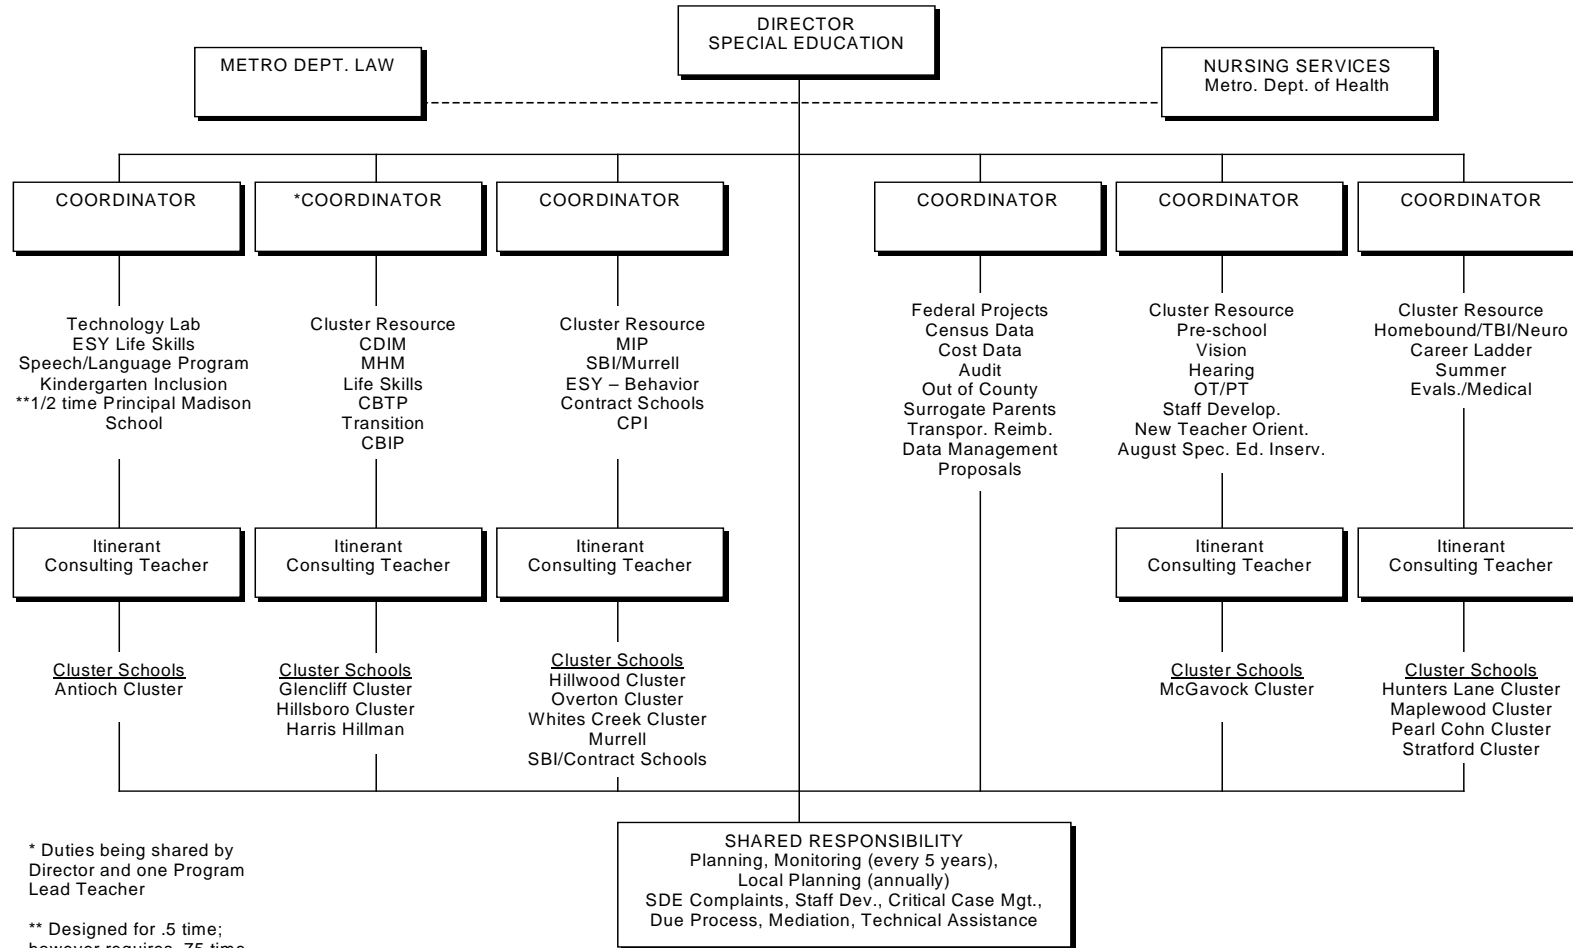 DIRECTOR
SPECIAL EDUCATION
METRO DEPT. LAW
NURSING SERVICES
Metro. Dept. of Health
COORDINATOR
*COORDINATOR
COORDINATOR
COORDINATOR
COORDINATOR
COORDINATOR
Technology Lab
ESY Life Skills
Speech/Language Program
Kindergarten Inclusion
**1/2 time Principal Madison
School
Cluster Resource
CDIM
MHM
Life Skills
CBTP
Transition
CBIP
Cluster Resource
MIP
SBI/Murrell
ESY – Behavior
Contract Schools
CPI
Federal Projects
Census Data
Cost Data
Audit
Out of County
Surrogate Parents
Transpor. Reimb.
Data Management
Proposals
Cluster Resource
Pre-school
Vision
Hearing
OT/PT
Staff Develop.
New Teacher Orient.
August Spec. Ed. Inserv.
Cluster Resource
Homebound/TBI/Neuro
Career Ladder
Summer
Evals./Medical
Itinerant
Consulting Teacher
Itinerant
Consulting Teacher
Itinerant
Consulting Teacher
Itinerant
Consulting Teacher
Itinerant
Consulting Teacher
Cluster Schools
Antioch Cluster
Cluster Schools
Glencliff Cluster
Hillsboro Cluster
Harris Hillman
Cluster Schools
Hillwood Cluster
Overton Cluster
Whites Creek Cluster
Murrell
SBI/Contract Schools
Cluster Schools
McGavock Cluster
Cluster Schools
Hunters Lane Cluster
Maplewood Cluster
Pearl Cohn Cluster
Stratford Cluster
SHARED RESPONSIBILITY
Planning, Monitoring (every 5 years),
Local Planning (annually)
SDE Complaints, Staff Dev., Critical Case Mgt.,
Due Process, Mediation, Technical Assistance
* Duties being shared by
Director and one Program
Lead Teacher
** Designed for .5 time;
however requires .75 time